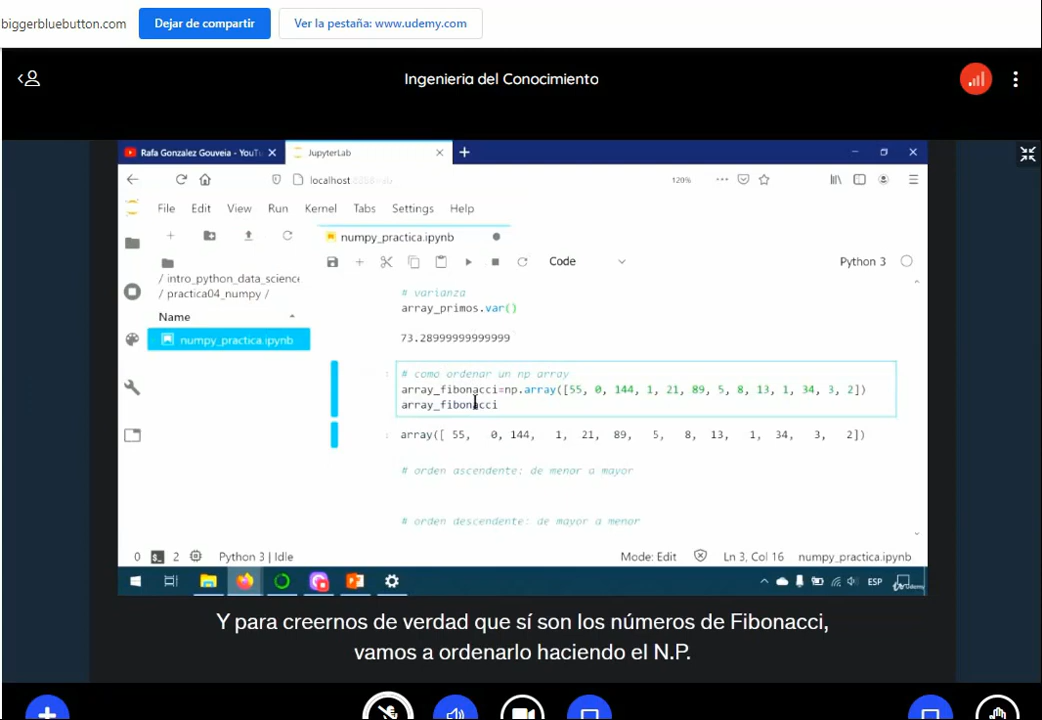 biggerbluebutton.com
Dejar de compartir
Ver la pestaña: www.udemy.com
Ingenieria del Conocimiento
Rafa Gonzalez Gouveia - YouTu
JupyterLab
localhost
120%
File Edit View Run Kernel Tabs Settings Help
numpy_practica.ipynb
Code
Python 3
/ intro_python_data_science
/ practica04_numpy /
Name
numpy_practica.ipynb
# varianza
array_primos.var()
73.28999999999999
# como ordenar un np array
array_fibonacci=np.array([55, 0, 144, 1, 21, 89, 5, 8, 13, 1, 34, 3, 2])
array_fibonacci
array([ 55, 0, 144, 1, 21, 89, 5, 8, 13, 1, 34, 3, 2])
# orden ascendente: de menor a mayor
# orden descendente: de mayor a menor
0 2 Python 3 | Idle
Mode: Edit
Ln 3, Col 16
numpy_practica.ipynb
ESP
Udemy
Y para creernos de verdad que sí son los números de Fibonacci,
vamos a ordenarlo haciendo el N.P.